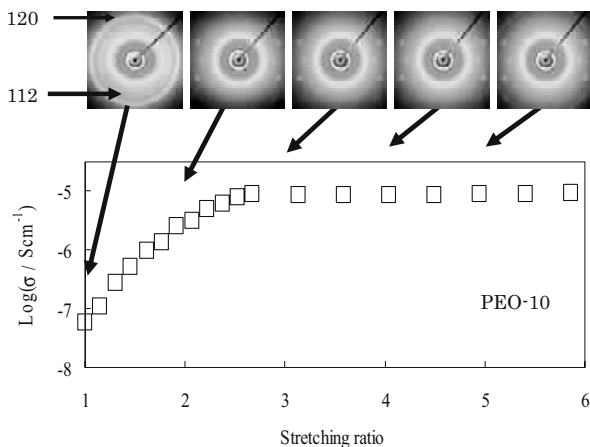 120
112
-5
-6
-7
-8
Log(σ / Scm⁻¹)
PEO-10
1 2 3 4 5 6
Stretching ratio